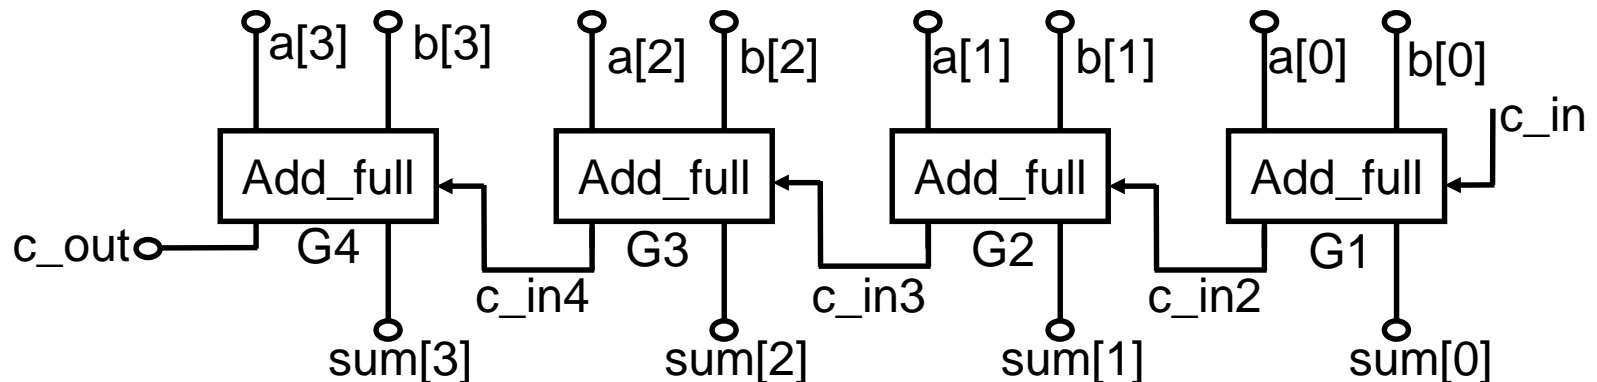 a[3] b[3] a[2] b[2] a[1] b[1] a[0] b[0]
c_in
Add_full Add_full Add_full Add_full
c_out G4 G3 G2 G1
c_in4 c_in3 c_in2
sum[3] sum[2] sum[1] sum[0]